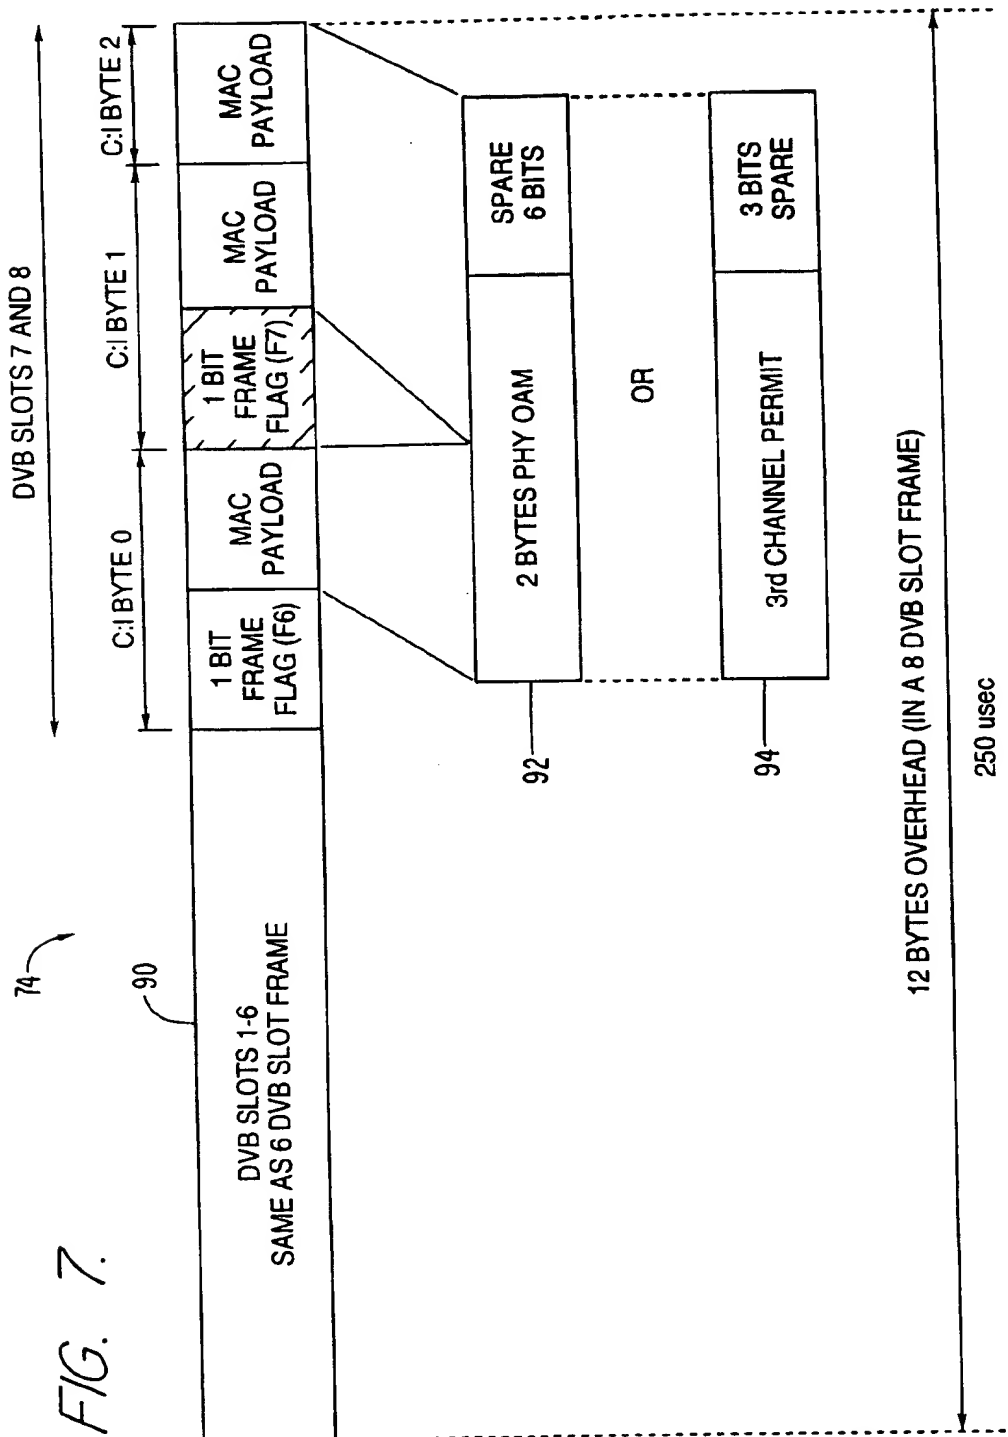 FIG. 7.
74
DVB SLOTS 7 AND 8
C:I BYTE 0
C:I BYTE 1
C:I BYTE 2
90
DVB SLOTS 1-6
SAME AS 6 DVB SLOT FRAME
1 BIT
FRAME
FLAG (F6)
MAC
PAYLOAD
1 BIT
FRAME
FLAG (F7)
MAC
PAYLOAD
MAC
PAYLOAD
92
2 BYTES PHY OAM
SPARE
6 BITS
OR
94
3rd CHANNEL PERMIT
3 BITS
SPARE
12 BYTES OVERHEAD (IN A 8 DVB SLOT FRAME)
250 usec